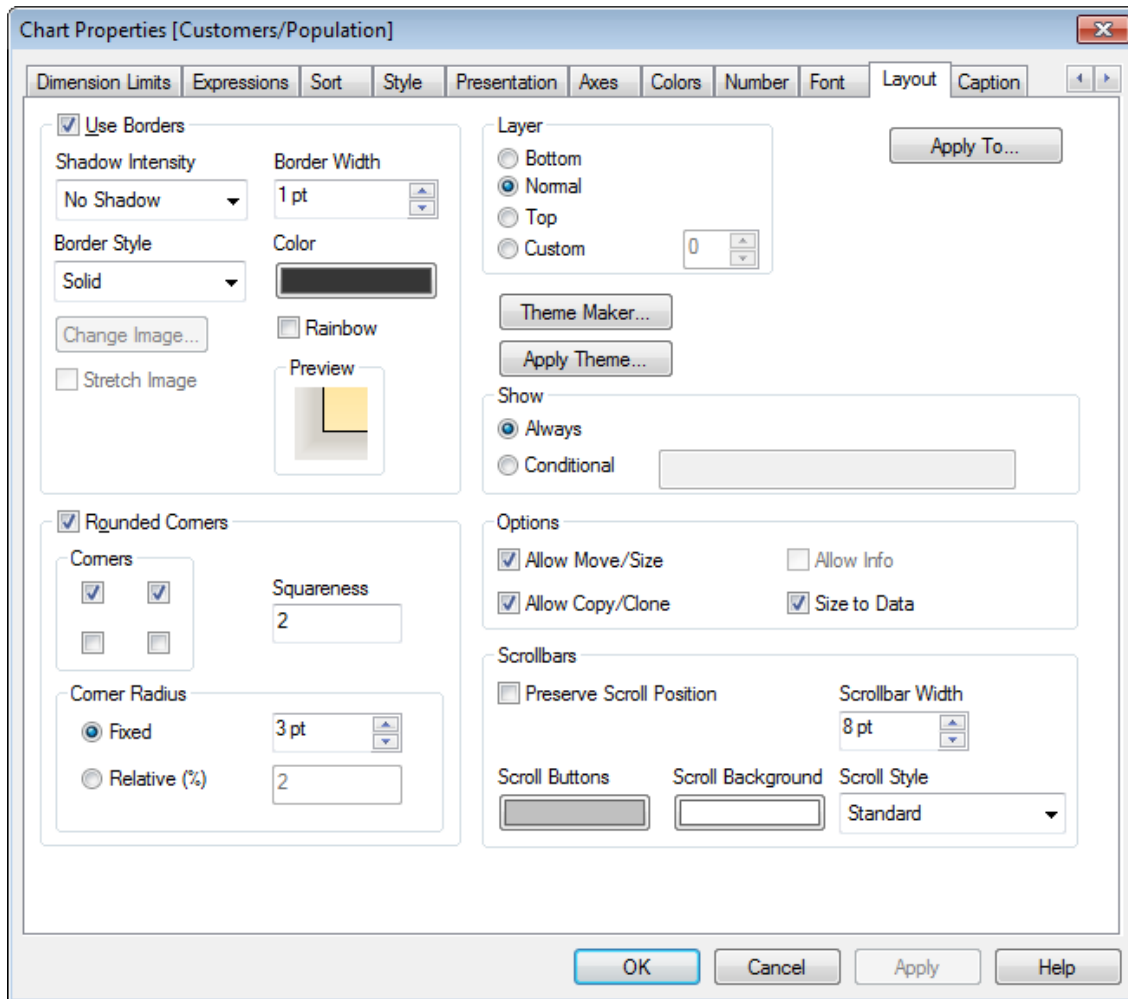 Chart Properties [Customers/Population]
Dimension Limits Expressions Sort Style Presentation Axes Colors Number Font Layout Caption
Use Borders
Shadow Intensity Border Width
No Shadow 1 pt
Border Style Color
Solid
Change Image...
Rainbow
Stretch Image
Preview
Layer
Bottom
Normal
Top
Custom 0
Apply To...
Theme Maker...
Apply Theme...
Show
Always
Conditional
Rounded Corners
Corners
Squareness
2
Corner Radius
Fixed 3 pt
Relative (%) 2
Options
Allow Move/Size Allow Info
Allow Copy/Clone Size to Data
Scrollbars
Preserve Scroll Position Scrollbar Width
8 pt
Scroll Buttons Scroll Background Scroll Style
Standard
OK Cancel Apply Help